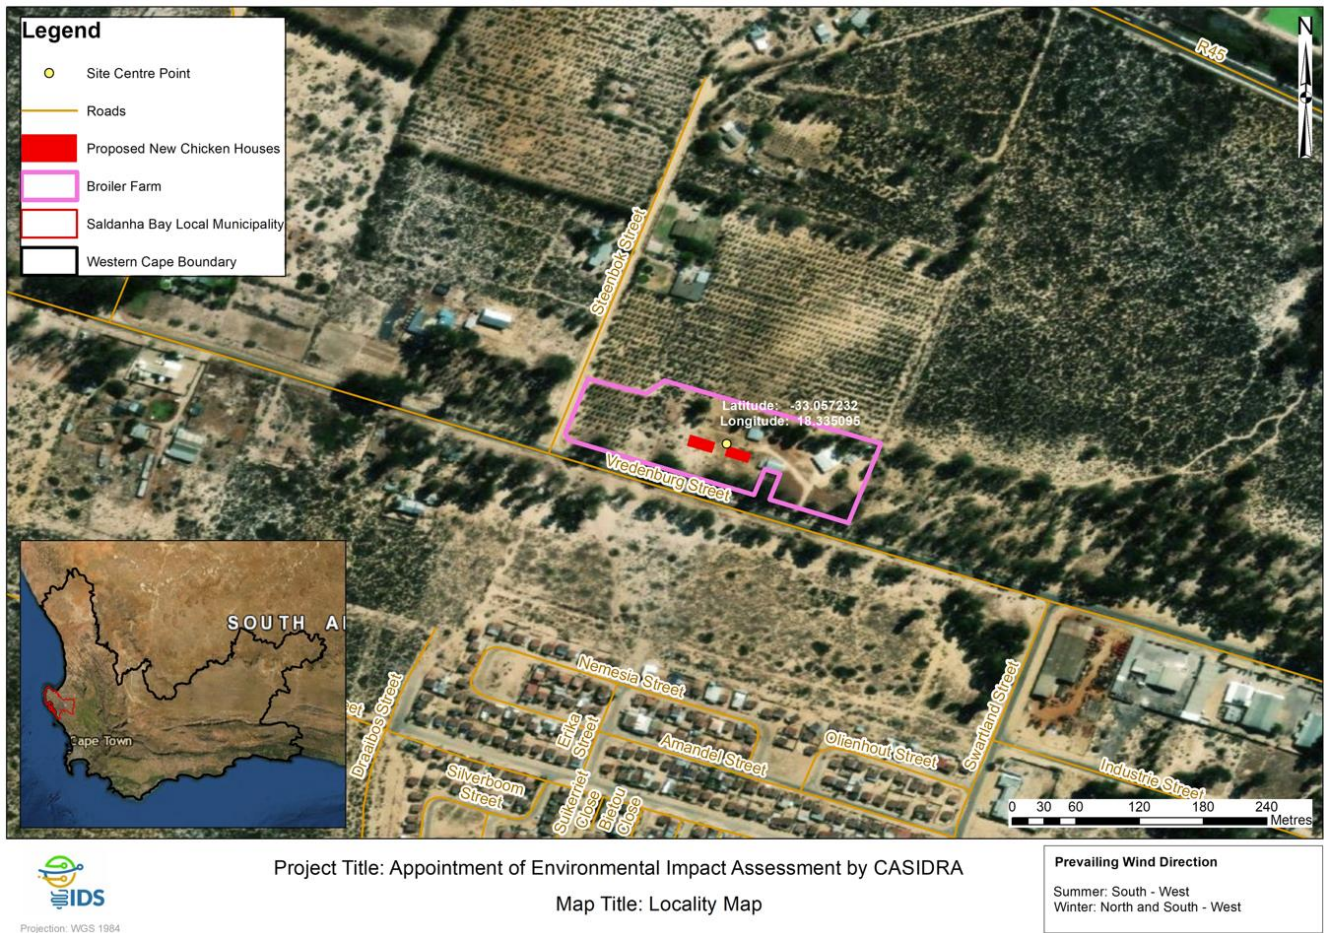 Legend
Site Centre Point
Roads
Proposed New Chicken Houses
Broiler Farm
Saldanha Bay Local Municipality
Western Cape Boundary
N
R45
Steenbok Street
Latitude: -33.057232
Longitude: 18.335095
Vredenburg Street
SOUTH A
Cape Town
eet
Draalbos Street
Nemesia Street
Erika
Street
Amandel Street
Olienhout Street
Swartland Street
Industrie Street
Silverboom
Street
Suikerriet
Close
Bietou
Close
0 30 60 120 180 240
Metres
IDS
Projection: WGS 1984
Project Title: Appointment of Environmental Impact Assessment by CASIDRA
Map Title: Locality Map
Prevailing Wind Direction
Summer: South - West
Winter: North and South - West